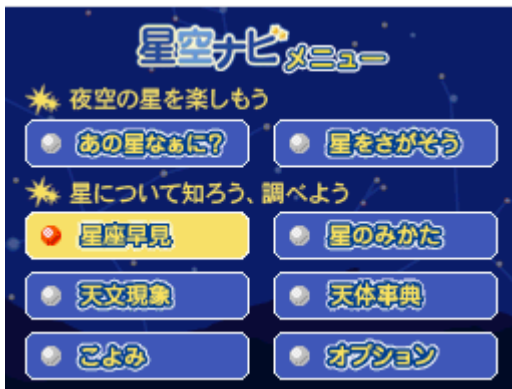 星空ナビメニュー
夜空の星を楽しもう
あの星なぁに? 星をさがそう
星について知ろう、調べよう
星座早見 星のみかた
天文現象 天体事典
こよみ オプション